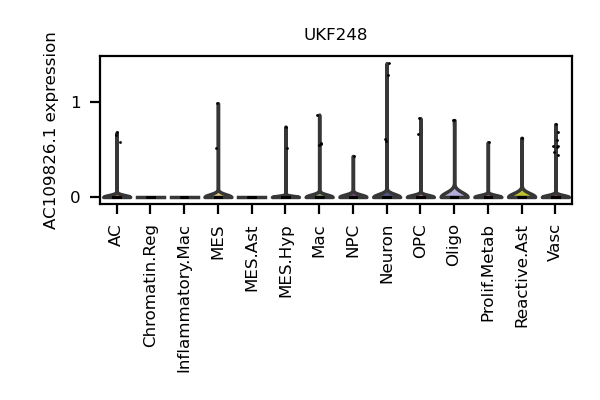 UKF248
AC109826.1 expression
1
0
AC
Chromatin.Reg
Inflammatory.Mac
MES
MES.Ast
MES.Hyp
Mac
NPC
Neuron
OPC
Oligo
Prolif.Metab
Reactive.Ast
Vasc